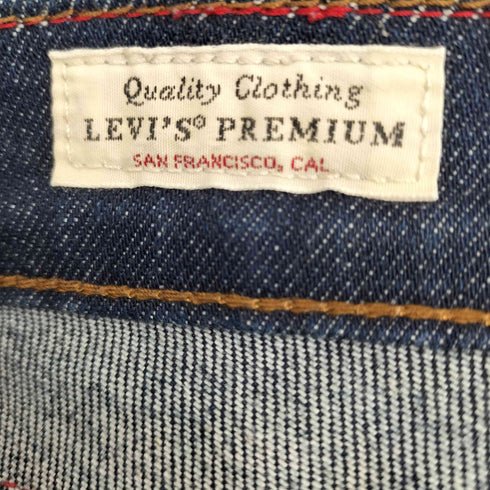 Quality Clothing
LEVI'S® PREMIUM
SAN FRANCISCO, CAL